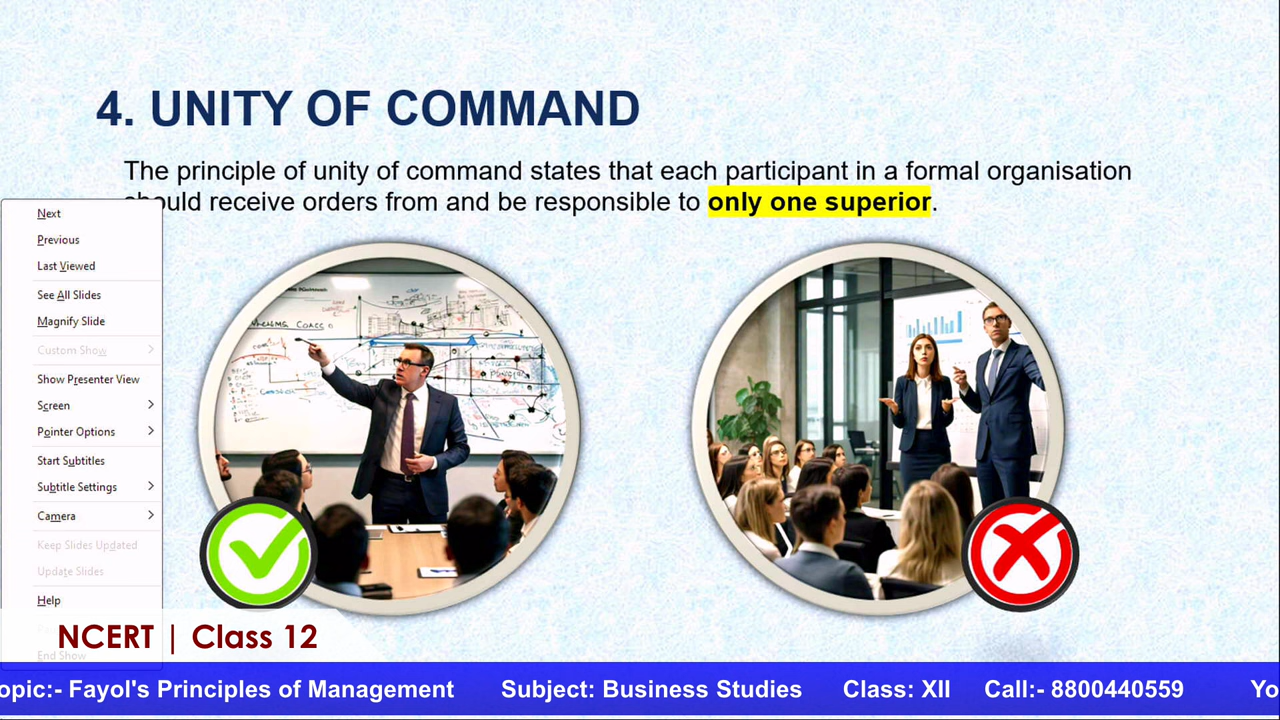 4. UNITY OF COMMAND
The principle of unity of command states that each participant in a formal organisation
should receive orders from and be responsible to only one superior.
Next
Previous
Last Viewed
See All Slides
Magnify Slide
Custom Show
Show Presenter View
Screen
Pointer Options
Start Subtitles
Subtitle Settings
Camera
Keep Slides Updated
Update Slides
Help
End Show
NCERT | Class 12
opic:- Fayol's Principles of Management Subject: Business Studies Class: XII Call:- 8800440559 Yo